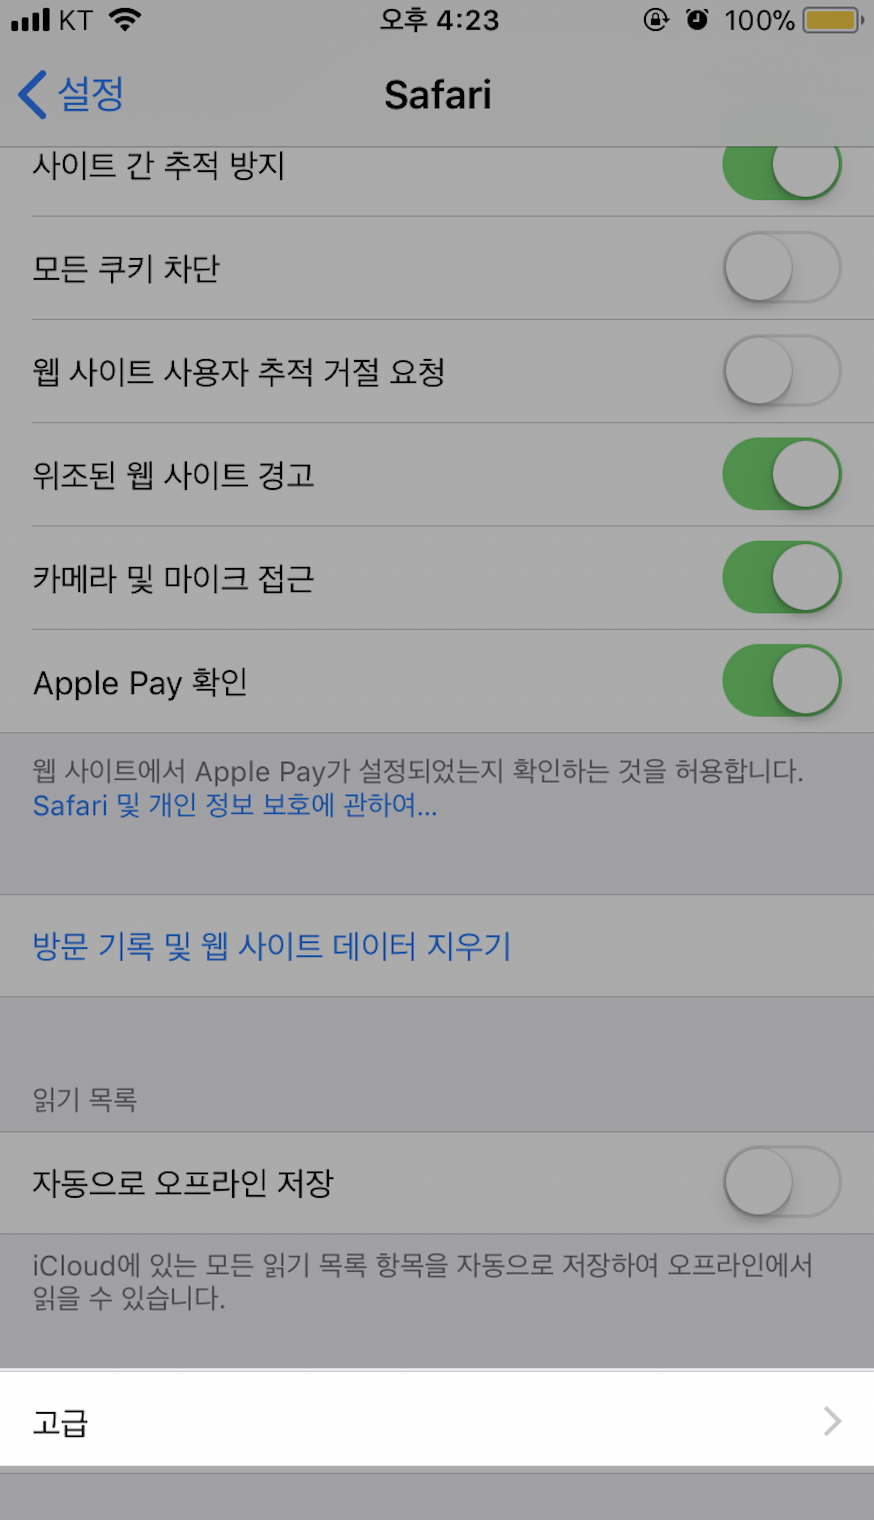 KT 오후 4:23 100%
설정 Safari
사이트 간 추적 방지
모든 쿠키 차단
웹 사이트 사용자 추적 거절 요청
위조된 웹 사이트 경고
카메라 및 마이크 접근
Apple Pay 확인
웹 사이트에서 Apple Pay가 설정되었는지 확인하는 것을 허용합니다.
Safari 및 개인 정보 보호에 관하여...
방문 기록 및 웹 사이트 데이터 지우기
읽기 목록
자동으로 오프라인 저장
iCloud에 있는 모든 읽기 목록 항목을 자동으로 저장하여 오프라인에서
읽을 수 있습니다.
고급